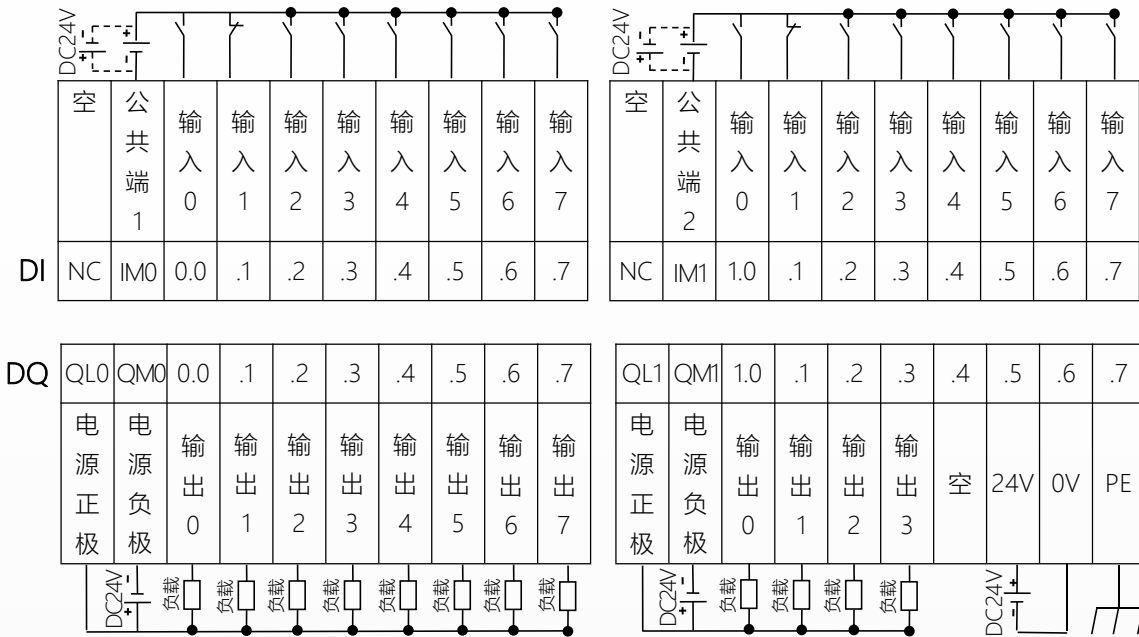 DC24V - + + -
DC24V - + + -
空 公共端1 输入0 输入1 输入2 输入3 输入4 输入5 输入6 输入7
空 公共端2 输入0 输入1 输入2 输入3 输入4 输入5 输入6 输入7
DI NC IM0 0.0 .1 .2 .3 .4 .5 .6 .7
NC IM1 1.0 .1 .2 .3 .4 .5 .6 .7
DQ QL0 QM0 0.0 .1 .2 .3 .4 .5 .6 .7
QL1 QM1 1.0 .1 .2 .3 .4 .5 .6 .7
电源正极 电源负极 输出0 输出1 输出2 输出3 输出4 输出5 输出6 输出7
电源正极 电源负极 输出0 输出1 输出2 输出3 空 24V 0V PE
DC24V - + 负载 负载 负载 负载 负载 负载 负载 负载
DC24V - + 负载 负载 负载 负载 DC24V + -